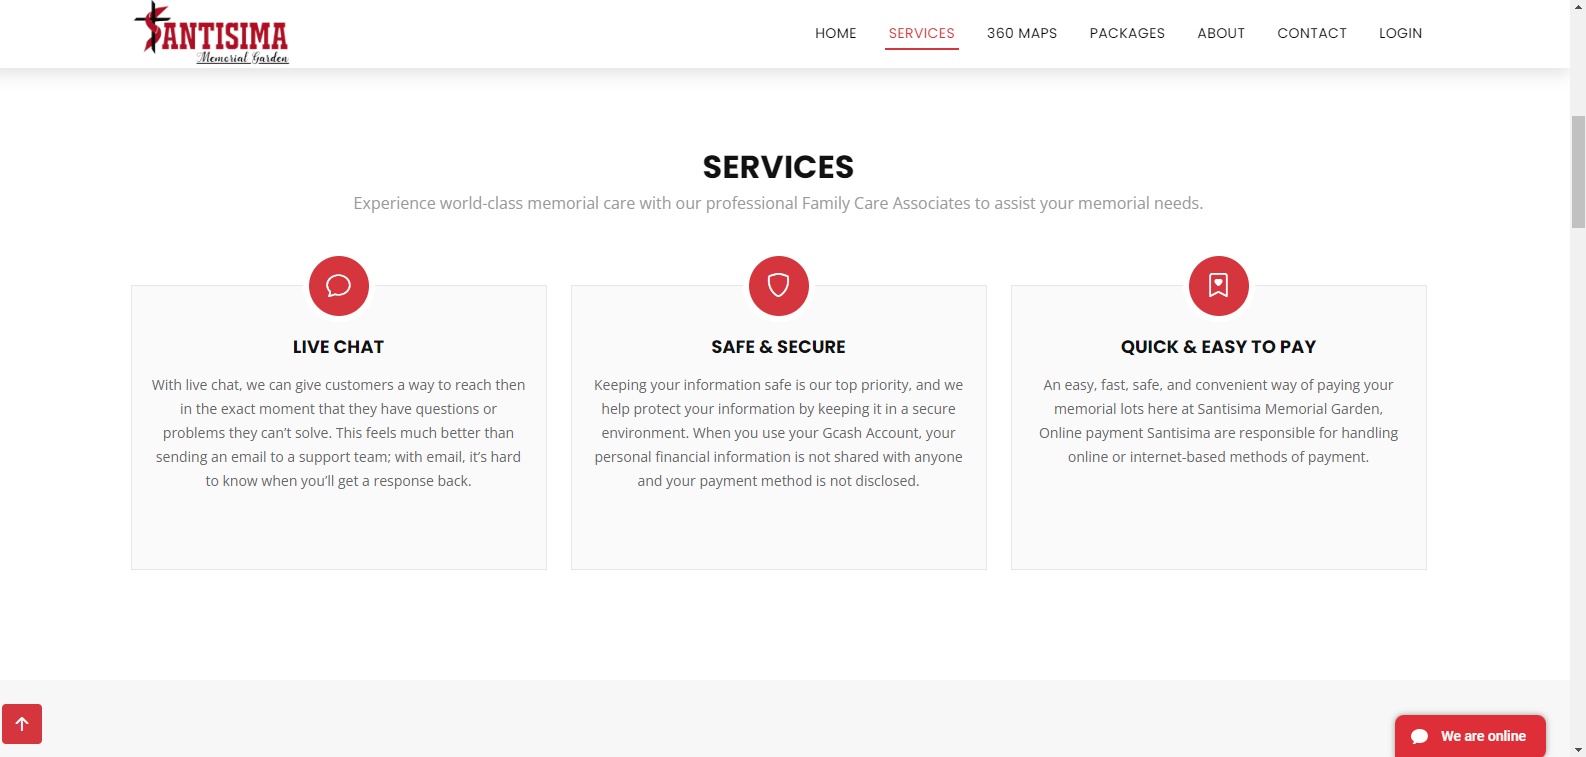 SANTISIMA
Memorial Garden
HOME SERVICES 360 MAPS PACKAGES ABOUT CONTACT LOGIN
SERVICES
Experience world-class memorial care with our professional Family Care Associates to assist your memorial needs.
LIVE CHAT
With live chat, we can give customers a way to reach then
in the exact moment that they have questions or
problems they can’t solve. This feels much better than
sending an email to a support team; with email, it’s hard
to know when you’ll get a response back.
SAFE & SECURE
Keeping your information safe is our top priority, and we
help protect your information by keeping it in a secure
environment. When you use your Gcash Account, your
personal financial information is not shared with anyone
and your payment method is not disclosed.
QUICK & EASY TO PAY
An easy, fast, safe, and convenient way of paying your
memorial lots here at Santisima Memorial Garden,
Online payment Santisima are responsible for handling
online or internet-based methods of payment.
We are online